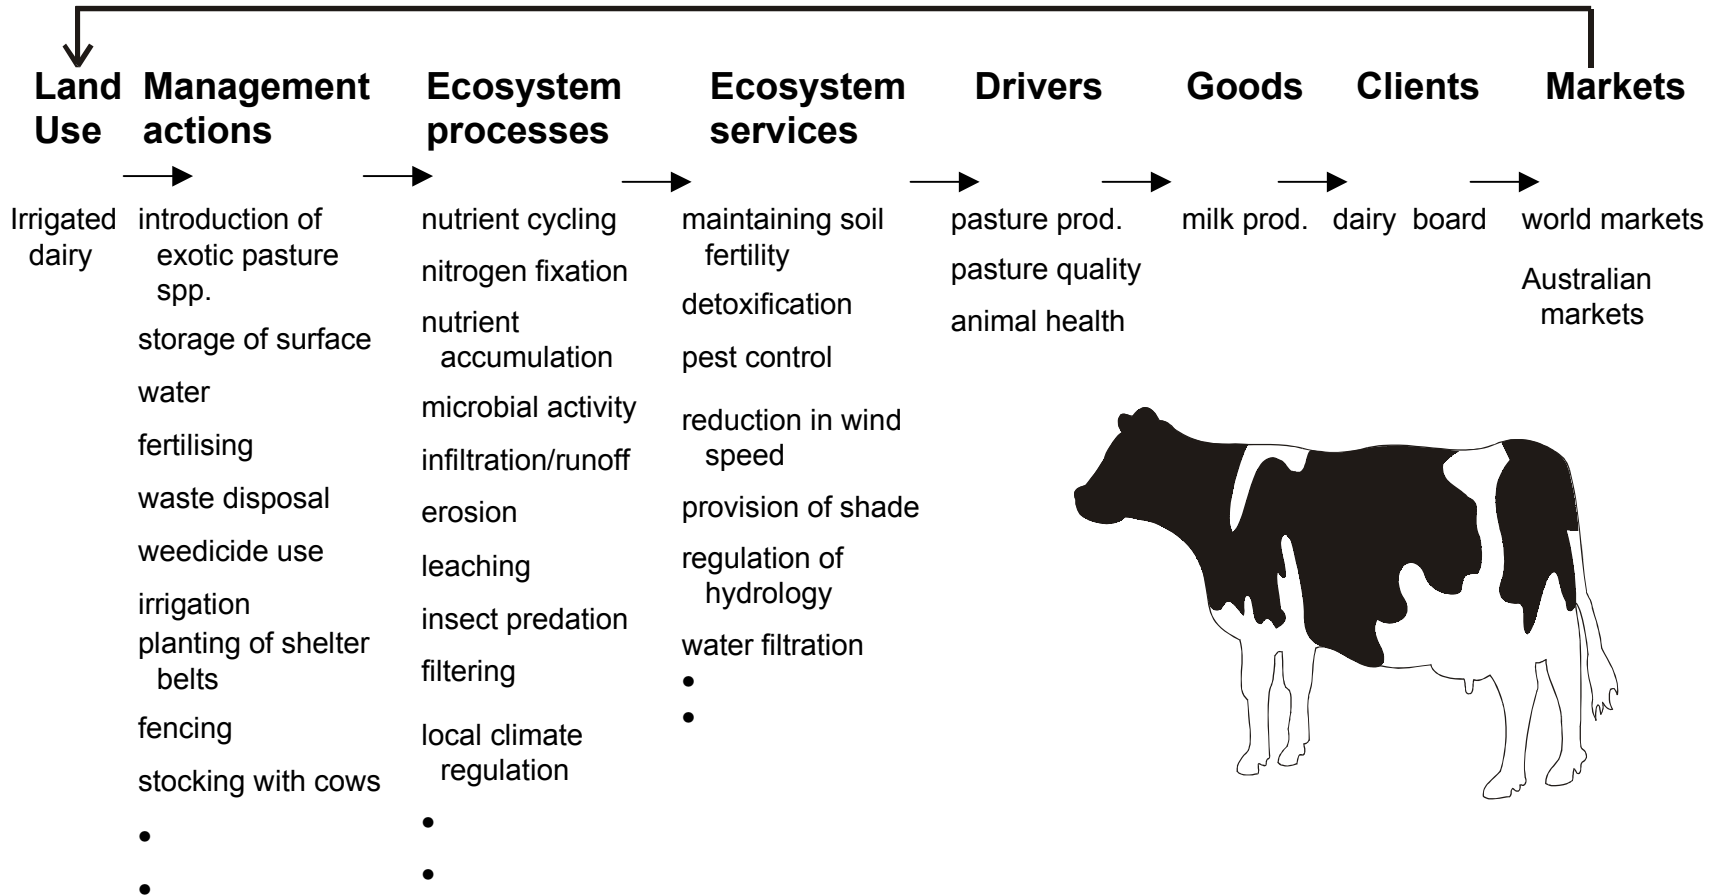 Land Use
Management actions
Ecosystem processes
Ecosystem services
Drivers
Goods
Clients
Markets
Irrigated
dairy
introduction of
exotic pasture
spp.
storage of surface
water
fertilising
waste disposal
weedicide use
irrigation
planting of shelter
belts
fencing
stocking with cows
•
•
nutrient cycling
nitrogen fixation
nutrient
accumulation
microbial activity
infiltration/runoff
erosion
leaching
insect predation
filtering
local climate
regulation
•
•
maintaining soil
fertility
detoxification
pest control
reduction in wind
speed
provision of shade
regulation of
hydrology
water filtration
•
•
pasture prod.
pasture quality
animal health
milk prod.
dairy board
world markets
Australian
markets